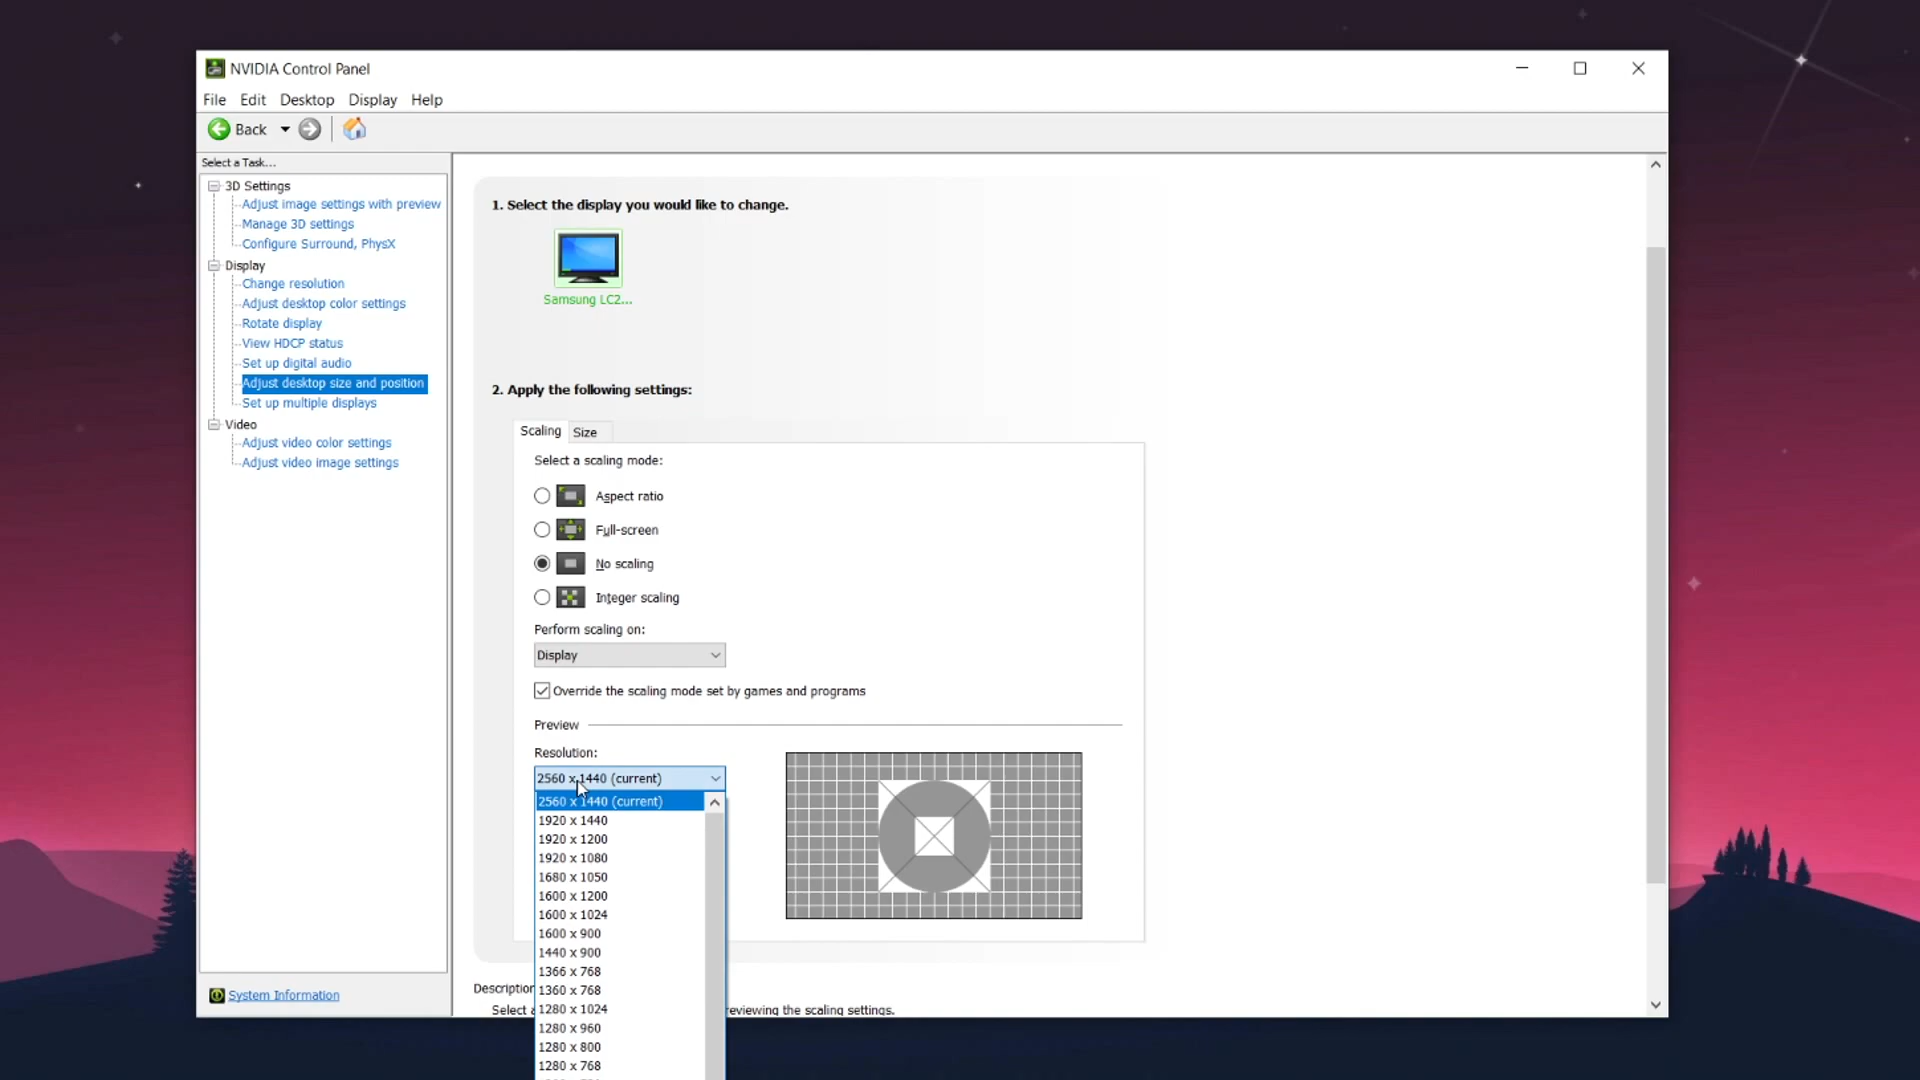 NVIDIA Control Panel
File Edit Desktop Display Help
Back
Select a Task...
3D Settings
Adjust image settings with preview
Manage 3D settings
Configure Surround, PhysX
Display
Change resolution
Adjust desktop color settings
Rotate display
View HDCP status
Set up digital audio
Adjust desktop size and position
Set up multiple displays
Video
Adjust video color settings
Adjust video image settings
System Information
1. Select the display you would like to change.
Samsung LC2...
2. Apply the following settings:
Scaling Size
Select a scaling mode:
Aspect ratio
Full-screen
No scaling
Integer scaling
Perform scaling on:
Display
Override the scaling mode set by games and programs
Preview
Resolution:
2560 x 1440 (current)
2560 x 1440 (current)
1920 x 1440
1920 x 1200
1920 x 1080
1680 x 1050
1600 x 1200
1600 x 1024
1600 x 900
1440 x 900
1366 x 768
1360 x 768
1280 x 1024
1280 x 960
1280 x 800
1280 x 768
Description
Select a
reviewing the scaling settings.